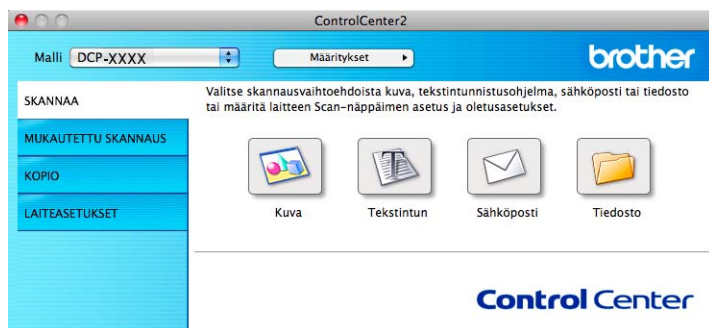 ControlCenter2
Malli DCP-XXXX Määritykset brother
SKANNAA
MUKAUTETTU SKANNAUS
KOPIO
LAITEASETUKSET
Valitse skannausvaihtoehdoista kuva, tekstintunnistusohjelma, sähköposti tai tiedosto
tai määritä laitteen Scan-näppäimen asetus ja oletusasetukset.
Kuva Tekstintun Sähköposti Tiedosto
Control Center